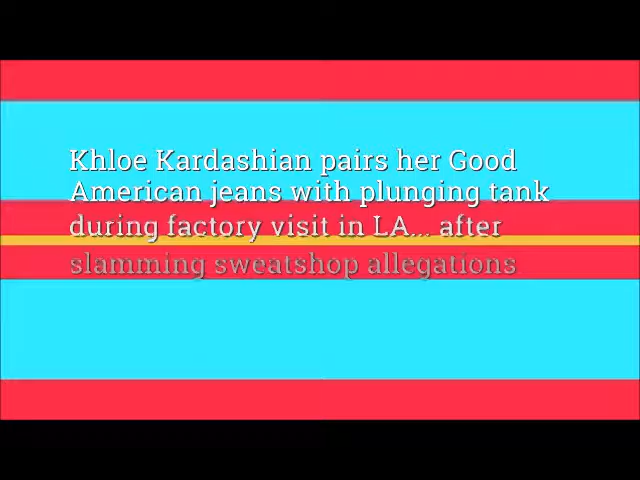 Khloe Kardashian pairs her Good
American jeans with plunging tank
during factory visit in LA... after
slamming sweatshop allegations